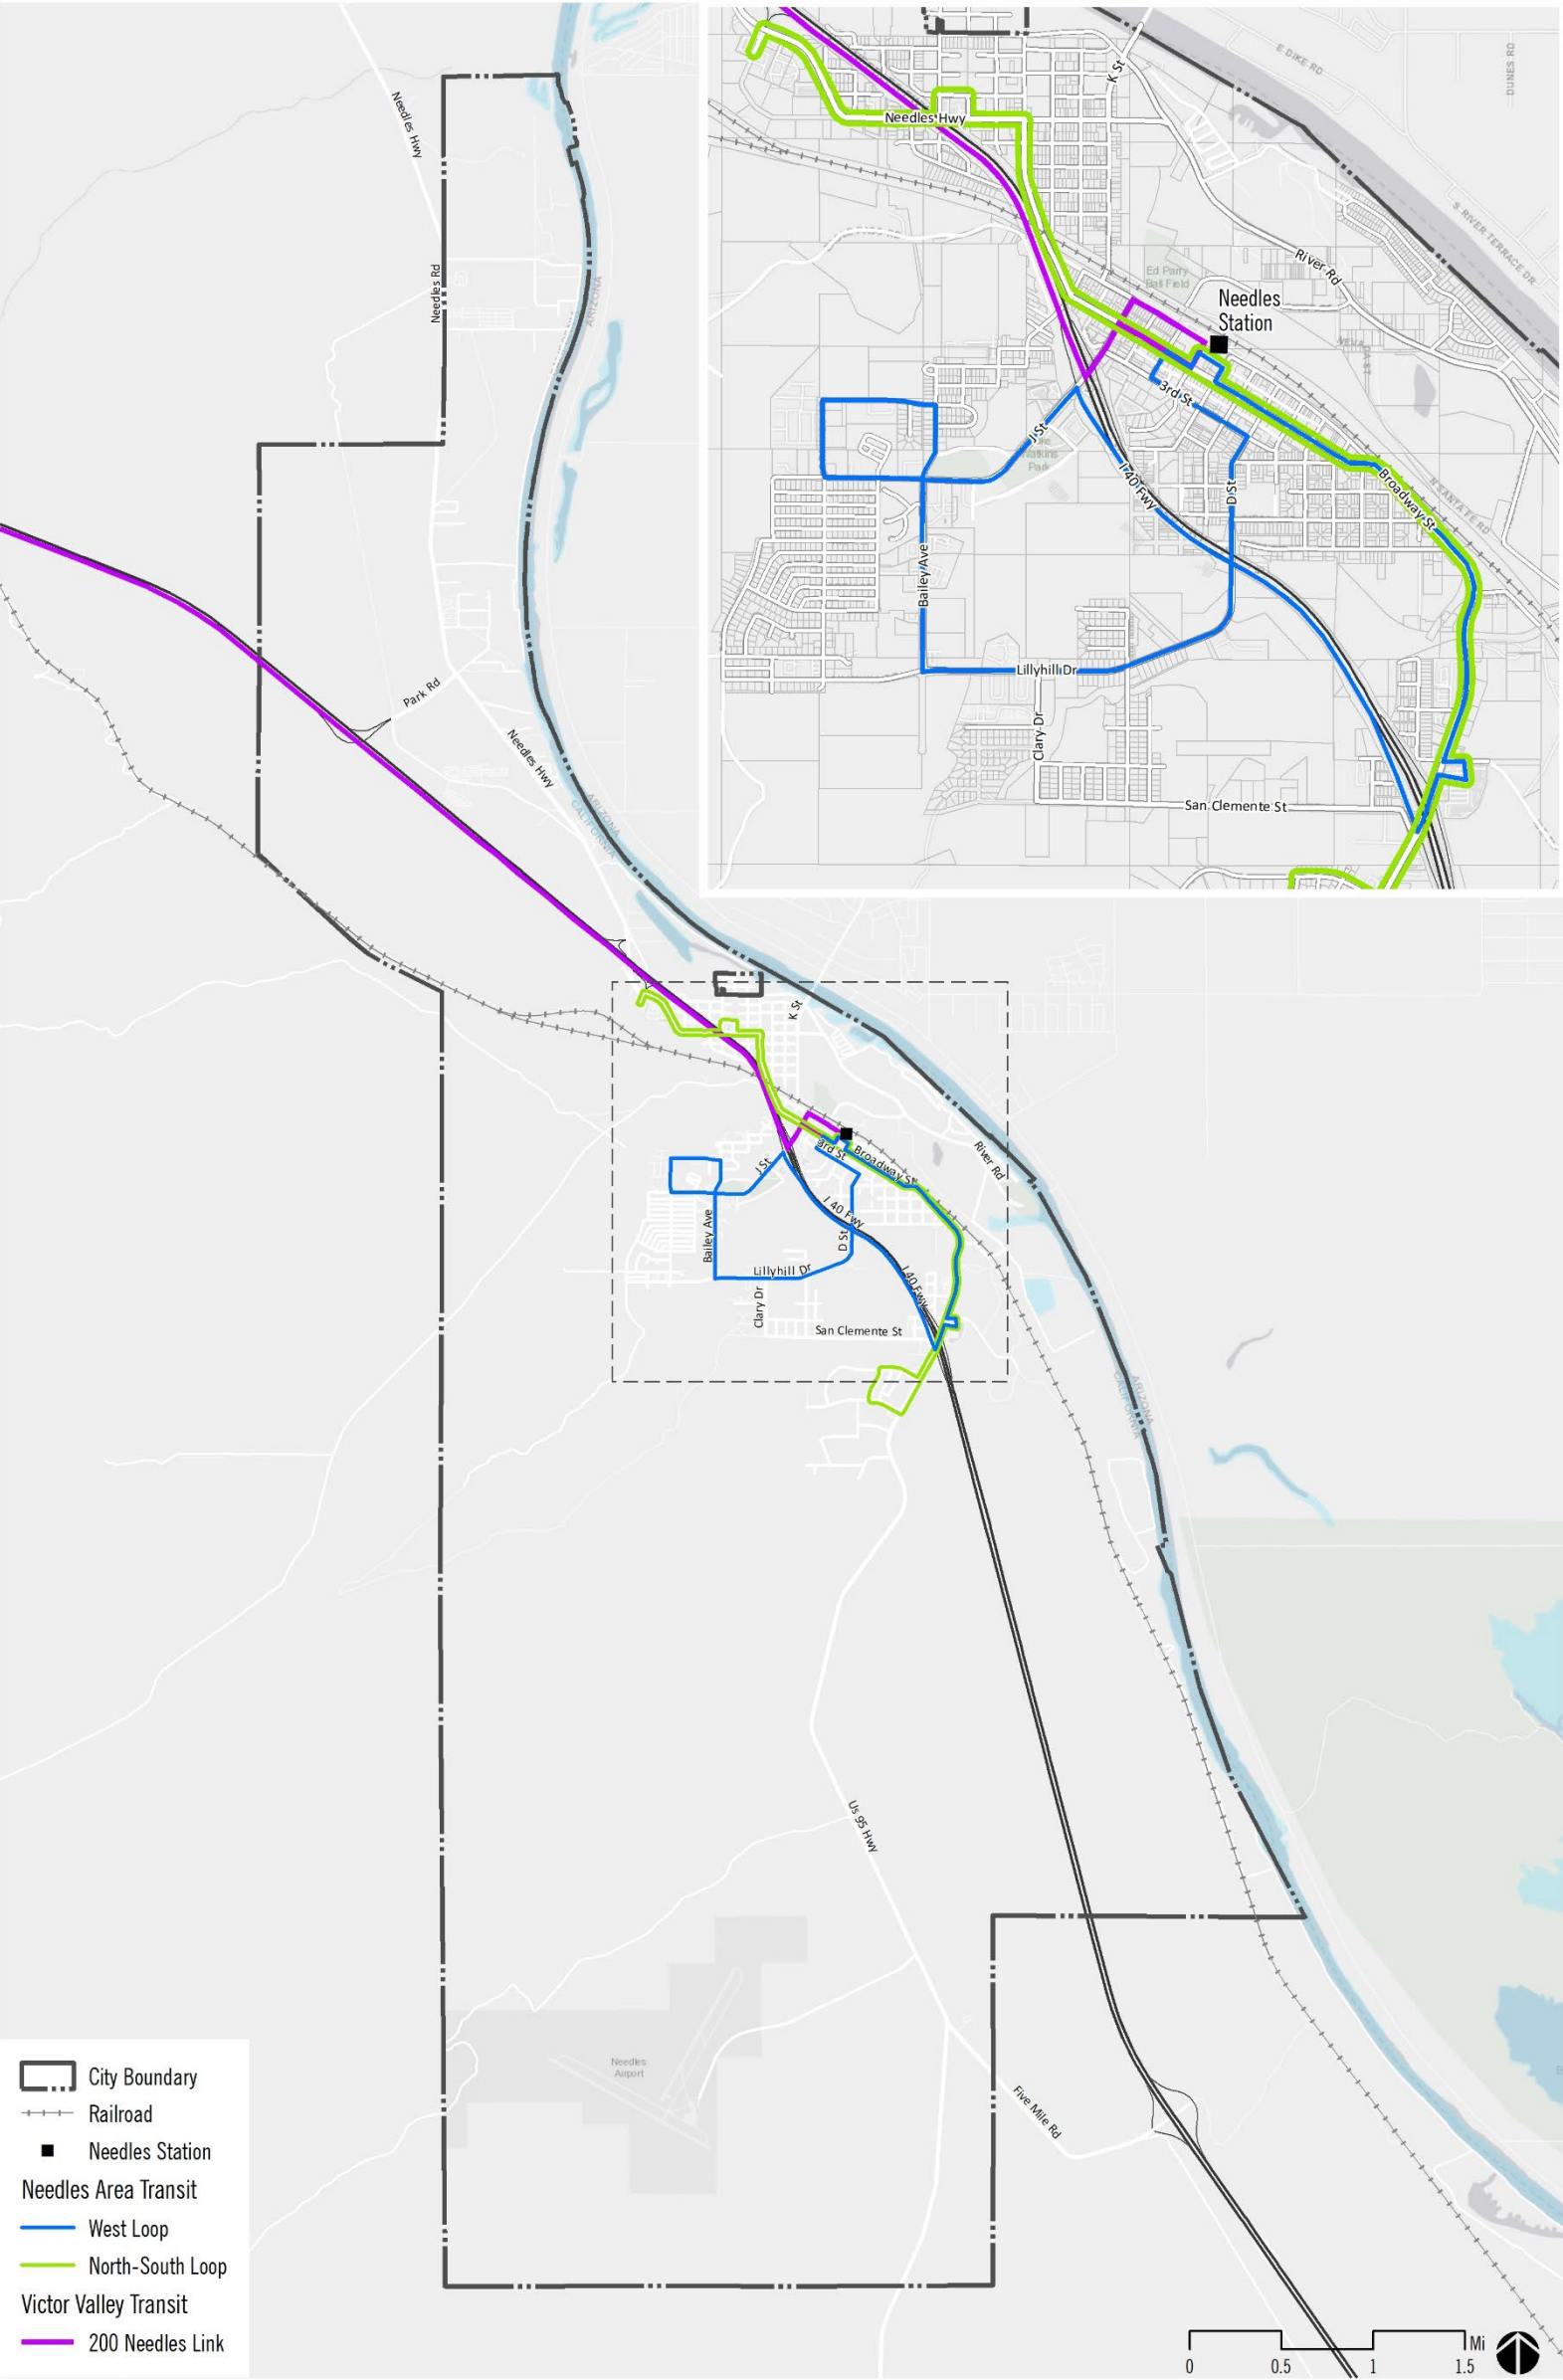 Needles Hwy
Needles Rd
ARIZONA
Park Rd
Needles Hwy
ARIZONA
CALIFORNIA
E DIKE RD
DUNES RD
K St
Needles Hwy
S RIVER TERRACE DR
River Rd
Ed Parry
Ball Field
Needles
Station
NEVADA ST
3rd St
J St
Watkins
Park
I 40 Fwy
D St
Broadway St
N SANTA FE RD
Bailey Ave
Lillyhill Dr
Clary Dr
San Clemente St
K St
River Rd
3rd St
Broadway St
J St
I 40 Fwy
Bailey Ave
D St
Lillyhill Dr
I 40 Fwy
Clary Dr
San Clemente St
ARIZONA
CALIFORNIA
Us 95 Hwy
Needles
Airport
Five Mile Rd
City Boundary
Railroad
Needles Station
Needles Area Transit
West Loop
North-South Loop
Victor Valley Transit
200 Needles Link
Mi
0 0.5 1 1.5